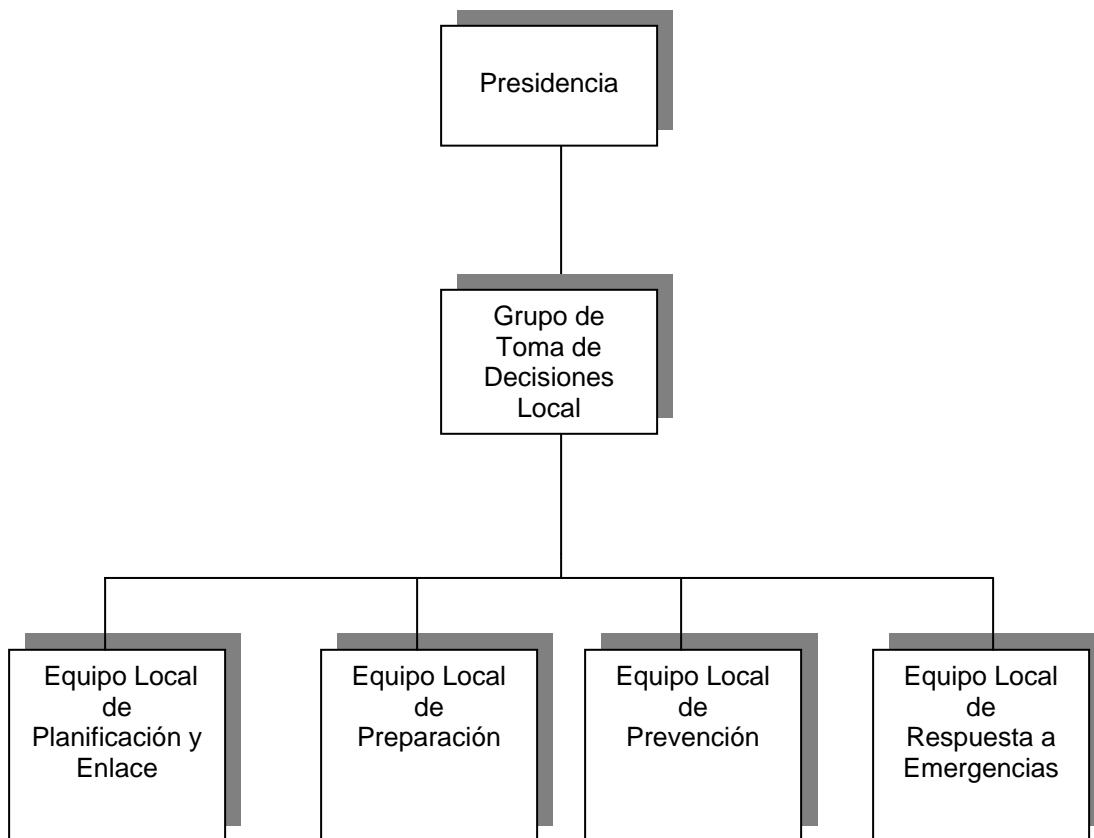 Presidencia
Grupo de
Toma de
Decisiones
Local
Equipo Local
de
Planificación y
Enlace
Equipo Local
de
Preparación
Equipo Local
de
Prevención
Equipo Local
de
Respuesta a
Emergencias